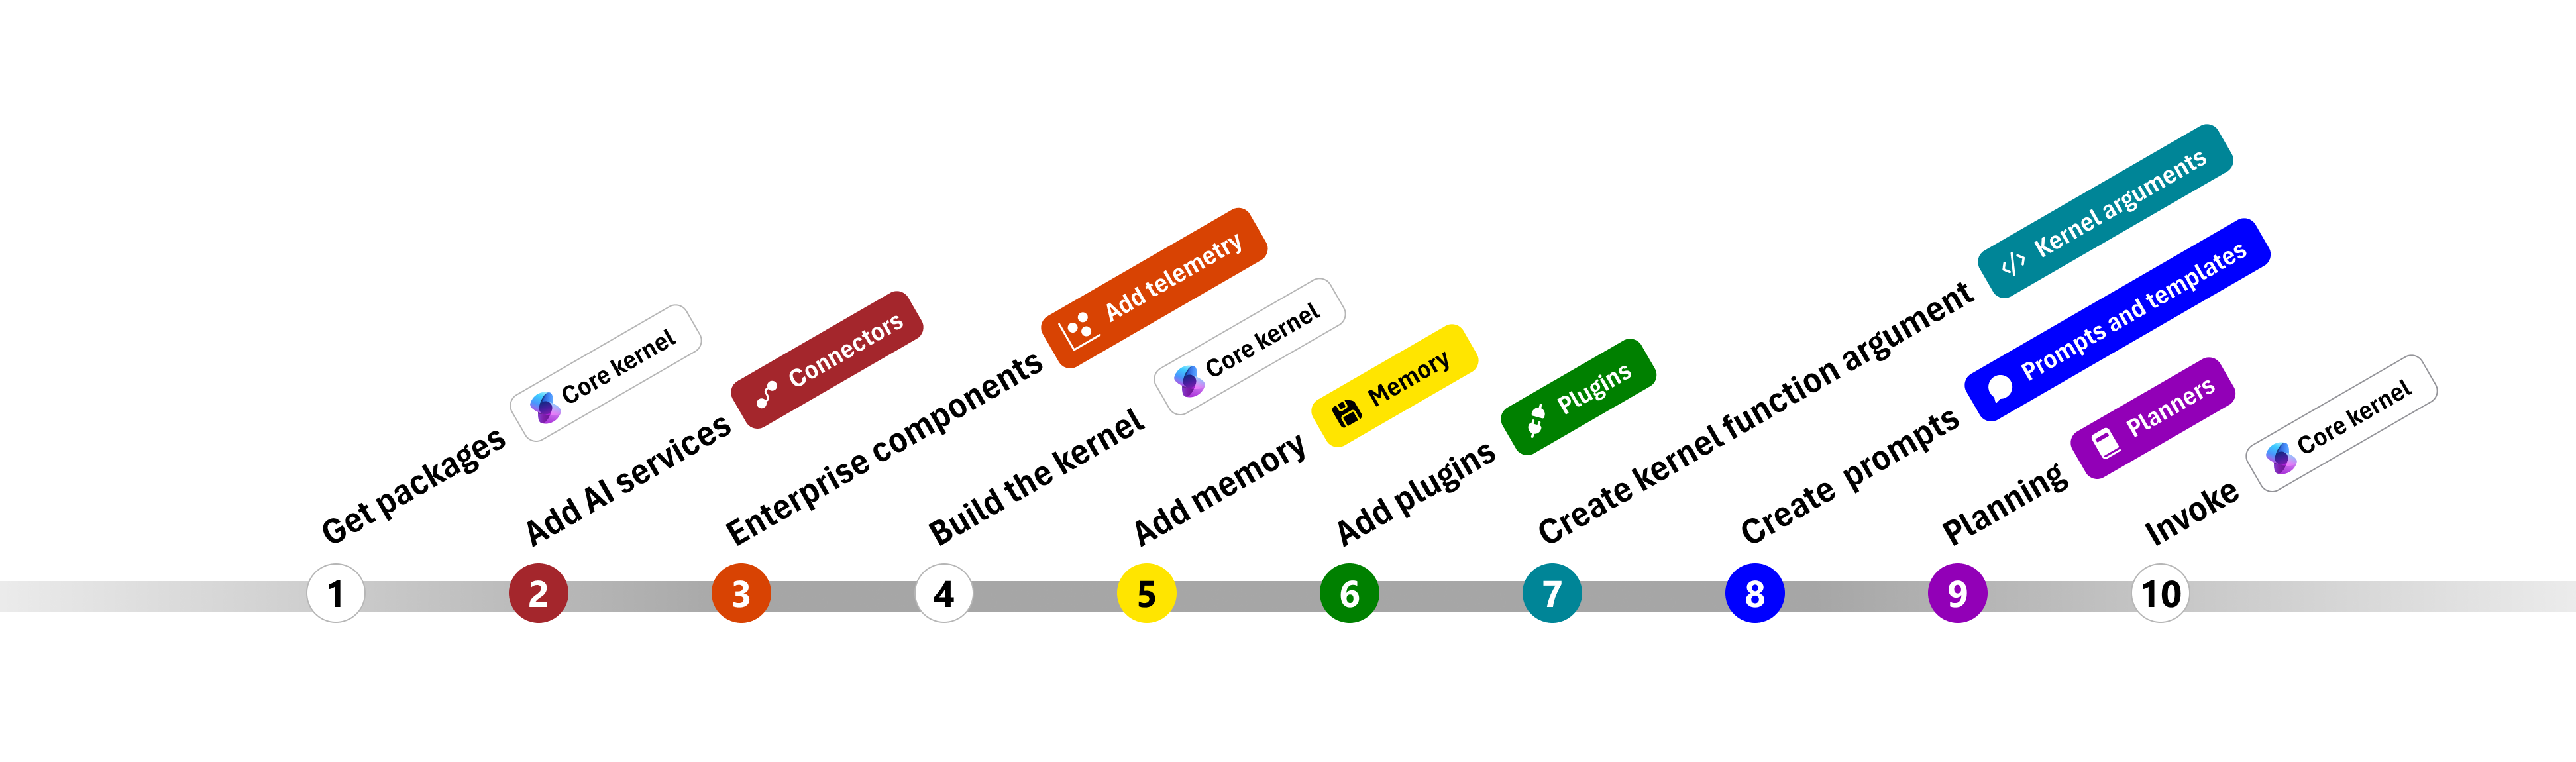 Get packages
Core kernel
Add AI services
Connectors
Enterprise components
Add telemetry
Build the kernel
Core kernel
Add memory
Memory
Add plugins
Plugins
Create kernel function argument
Kernel arguments
Create prompts
Prompts and templates
Planning
Planners
Invoke
Core kernel
1
2
3
4
5
6
7
8
9
10